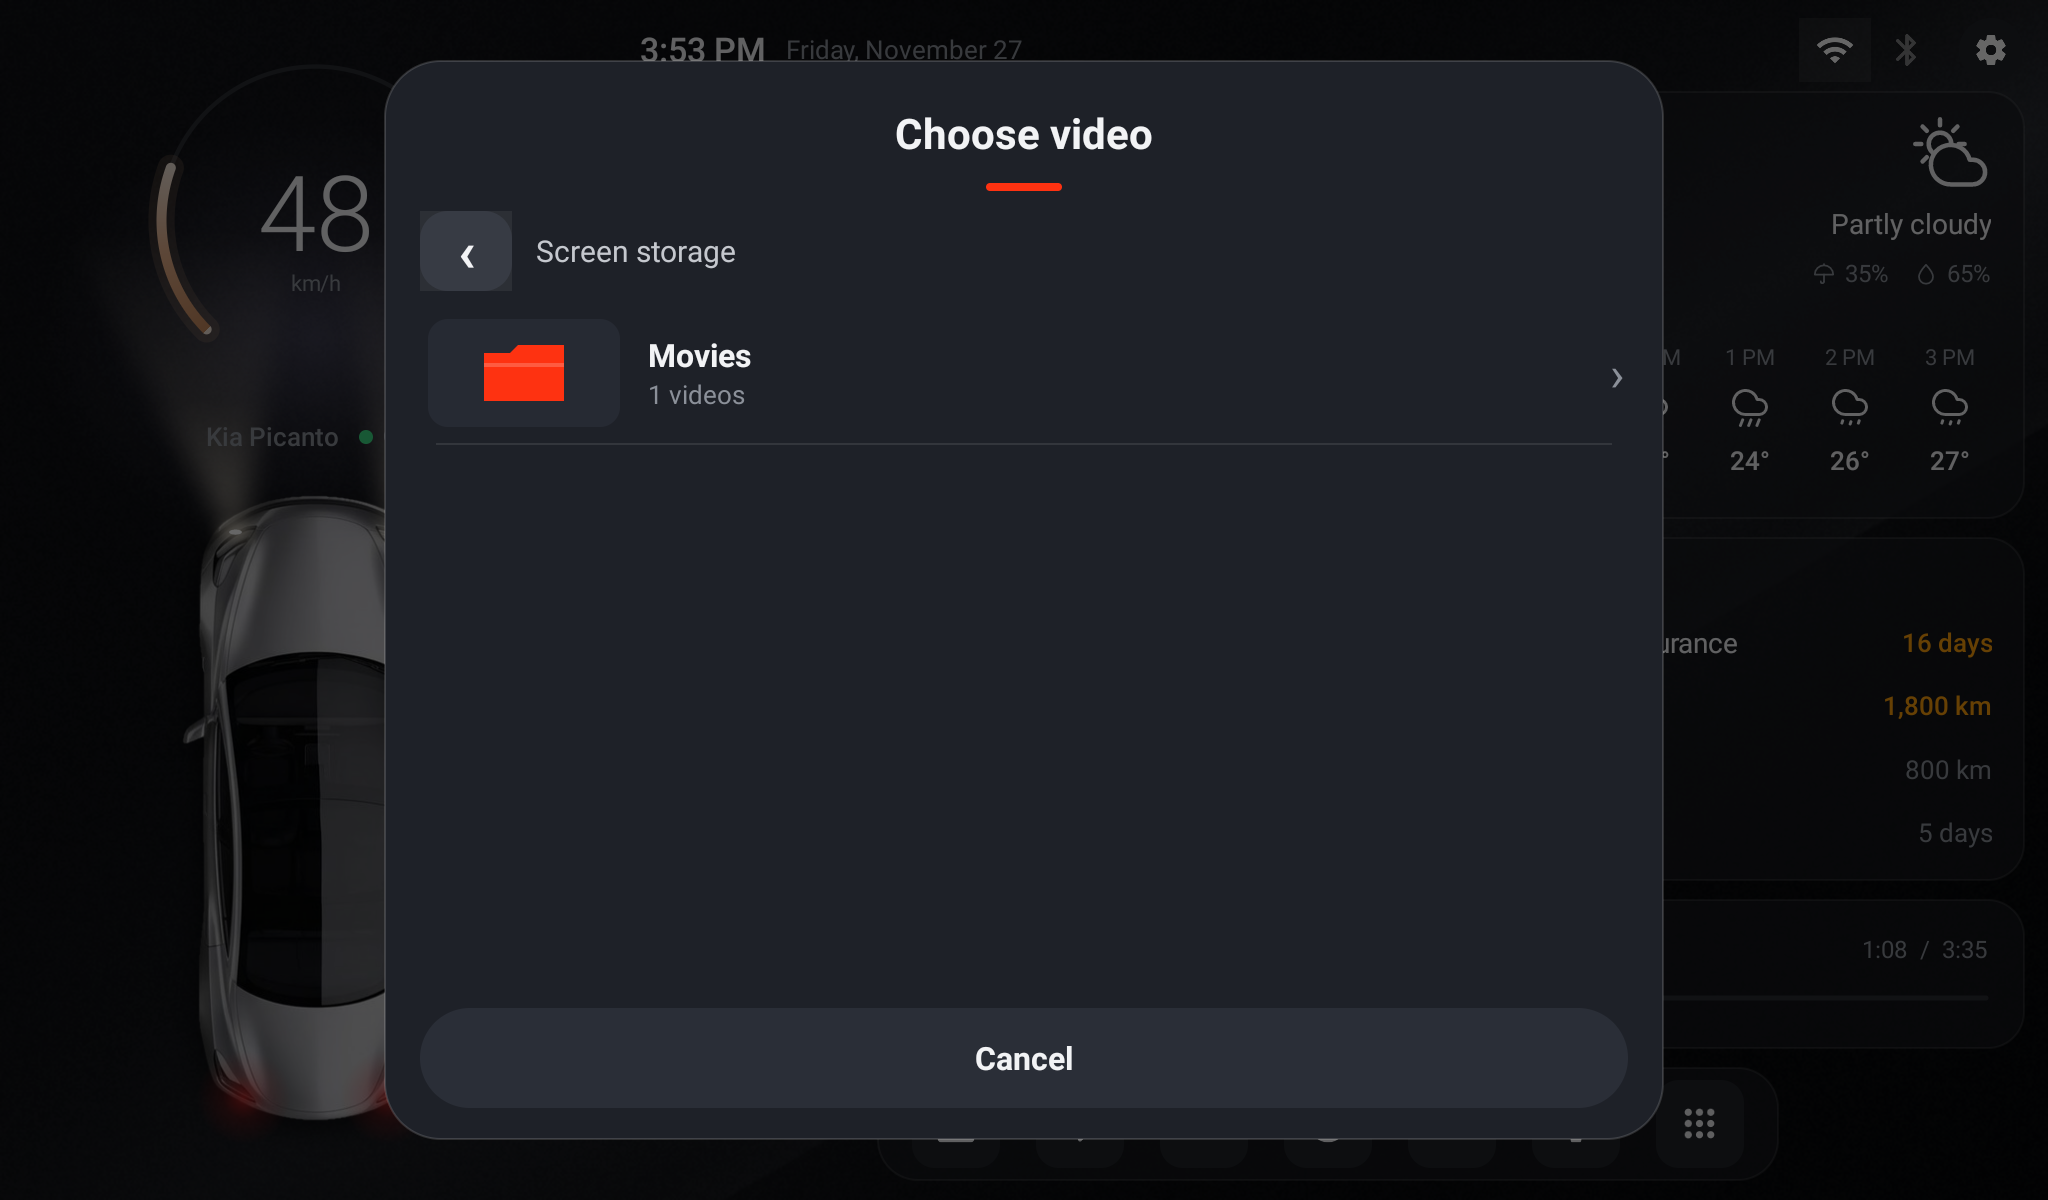 3:53 PM Friday, November 27
Choose video
Screen storage
Movies
1 videos
Cancel
48
km/h
Kia Picanto
Partly cloudy
35% 65%
1 PM 2 PM 3 PM
24° 26° 27°
16 days
1,800 km
800 km
5 days
1:08 / 3:35